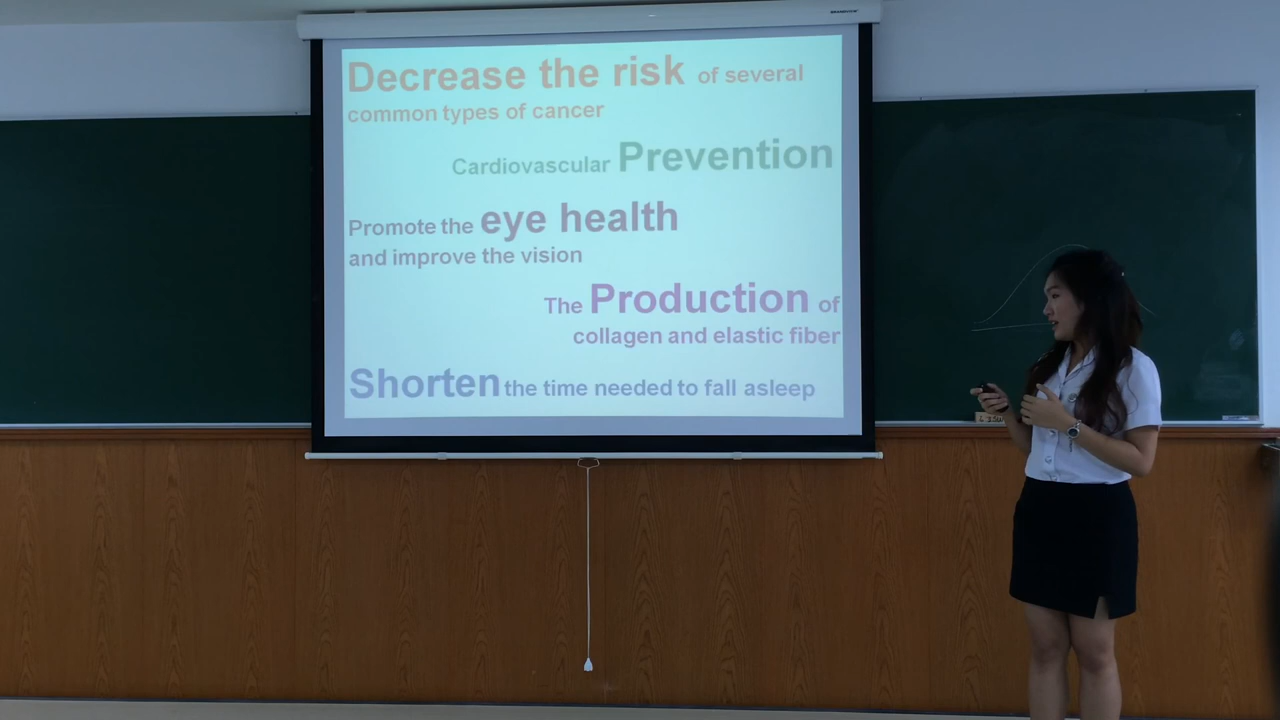 Decrease the risk of several
common types of cancer
Cardiovascular Prevention
Promote the eye health
and improve the vision
The Production of
collagen and elastic fiber
Shorten the time needed to fall asleep